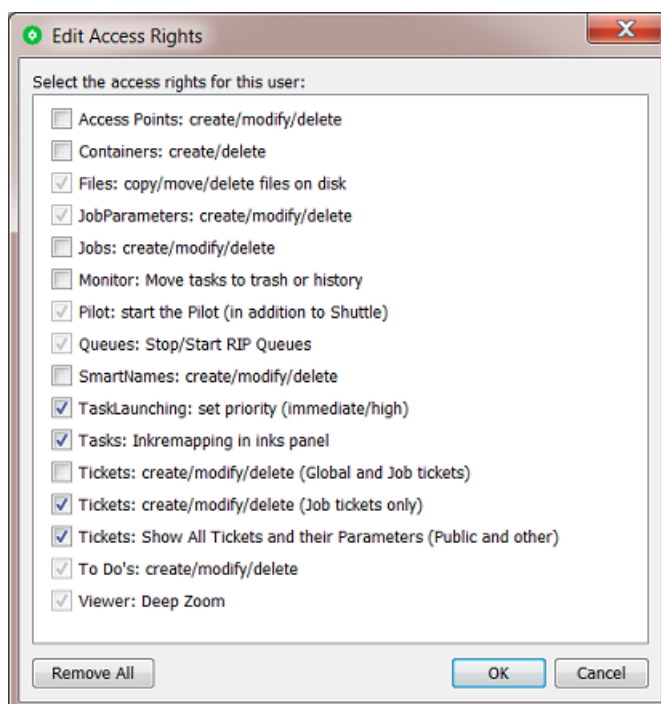 Edit Access Rights
Select the access rights for this user:
Access Points: create/modify/delete
Containers: create/delete
Files: copy/move/delete files on disk
JobParameters: create/modify/delete
Jobs: create/modify/delete
Monitor: Move tasks to trash or history
Pilot: start the Pilot (in addition to Shuttle)
Queues: Stop/Start RIP Queues
SmartNames: create/modify/delete
TaskLaunching: set priority (immediate/high)
Tasks: Inkremapping in inks panel
Tickets: create/modify/delete (Global and Job tickets)
Tickets: create/modify/delete (Job tickets only)
Tickets: Show All Tickets and their Parameters (Public and other)
To Do's: create/modify/delete
Viewer: Deep Zoom
Remove All OK Cancel